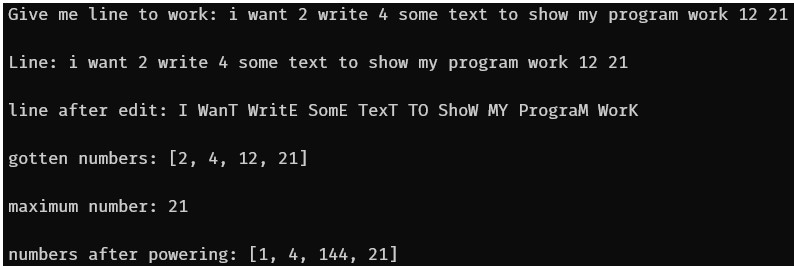 Give me line to work: i want 2 write 4 some text to show my program work 12 21
Line: i want 2 write 4 some text to show my program work 12 21
line after edit: I WanT WritE SomE TexT TO ShoW MY PrograM WorK
gotten numbers: [2, 4, 12, 21]
maximum number: 21
numbers after powering: [1, 4, 144, 21]